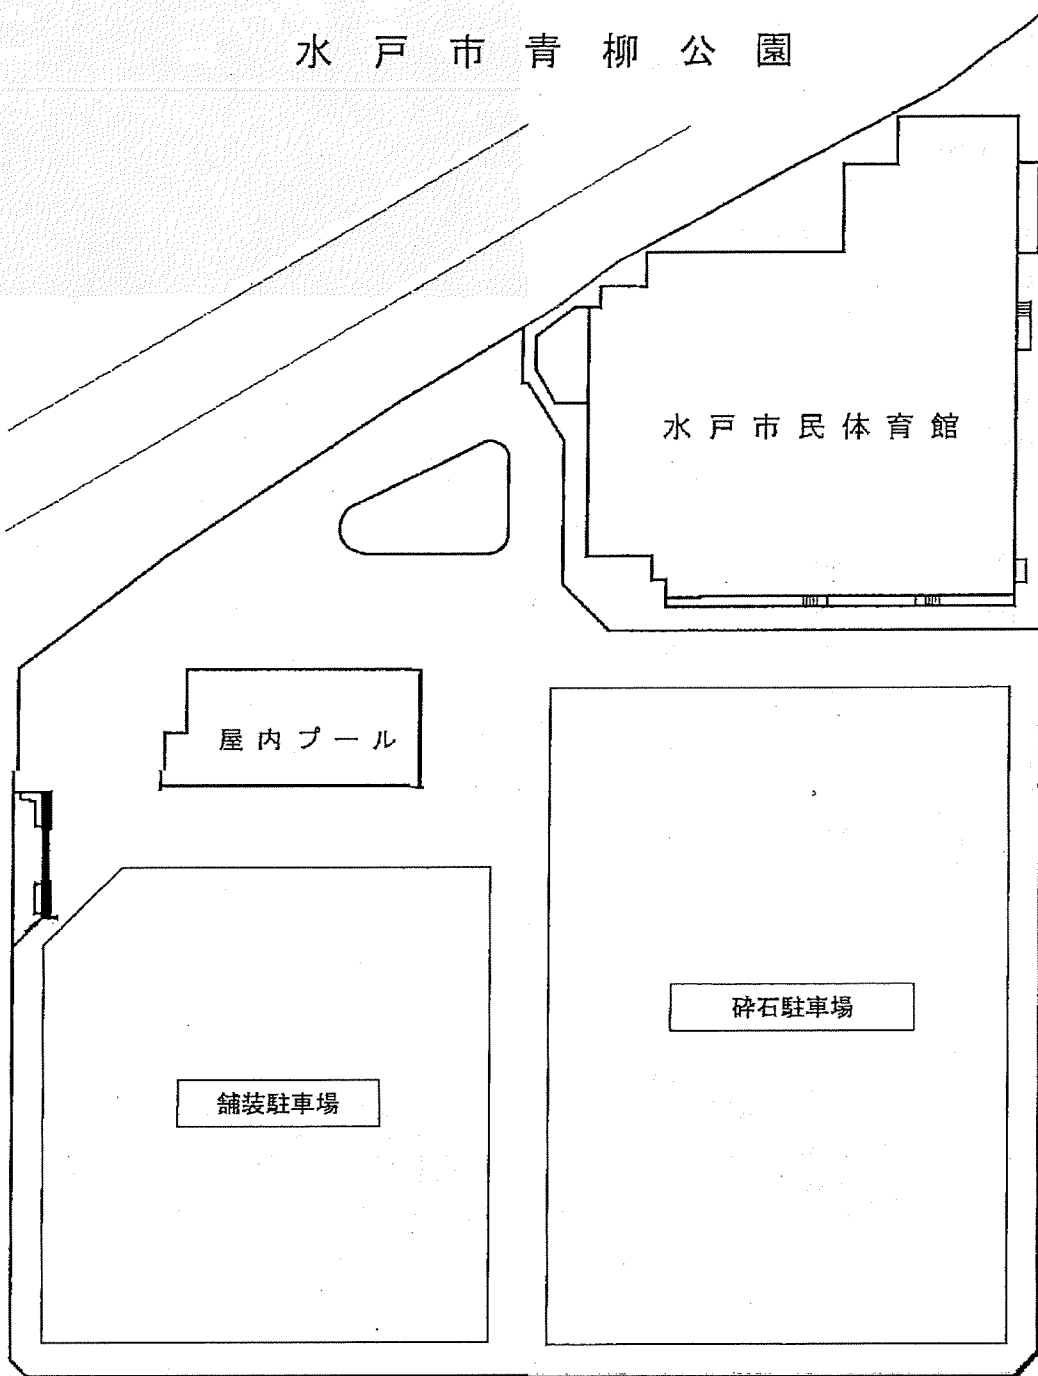 水戸市青柳公園
水戸市民体育館
屋内プール
砕石駐車場
舗装駐車場